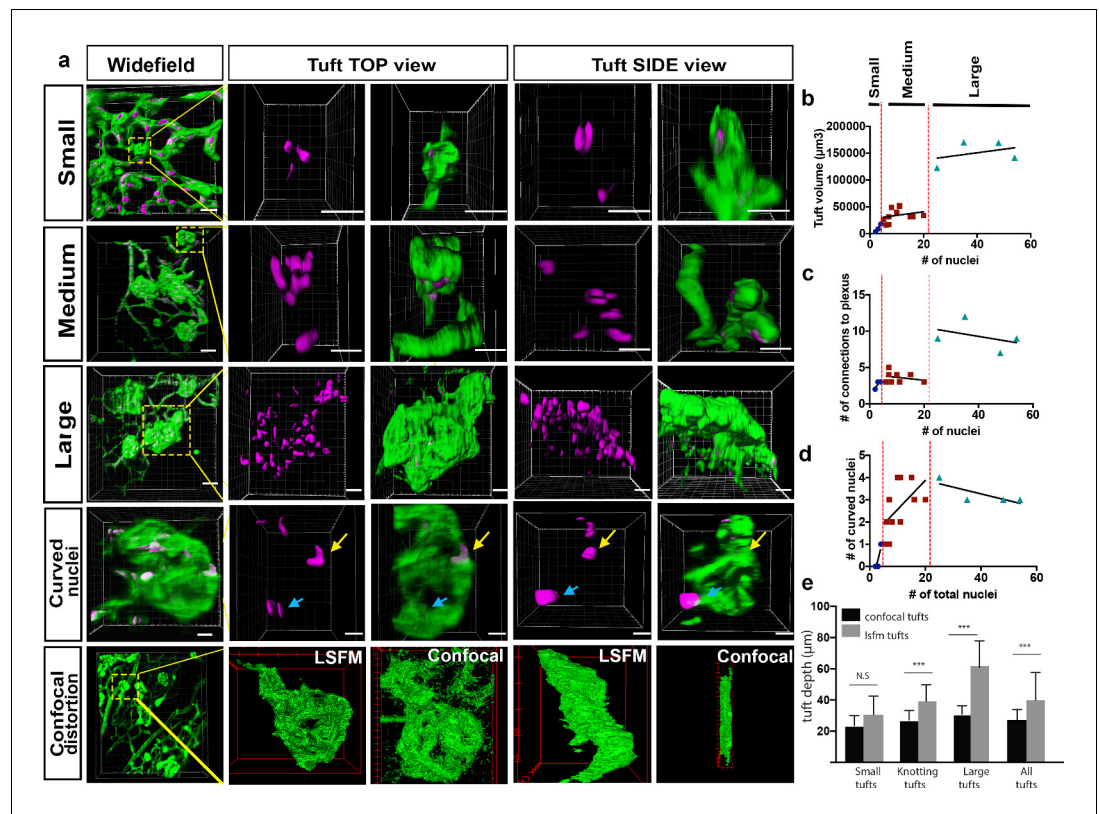 a
Widefield
Tuft TOP view
Tuft SIDE view
Small
Medium
Large
Curved
nuclei
Confocal
distortion
LSFM
Confocal
LSFM
Confocal
Small
Medium
Large
b
Tuft volume (µm3)
200000
150000
100000
50000
0
0
20
40
60
# of nuclei
c
# of connections to plexus
15
10
5
0
0
20
40
60
# of nuclei
d
# of curved nuclei
5
4
3
2
1
0
0
20
40
60
# of total nuclei
e
confocal tufts
lsfm tufts
tuft depth (µm)
100
80
60
40
20
N.S
***
***
***
Small
tufts
Knotting
tufts
Large
tufts
All
tufts